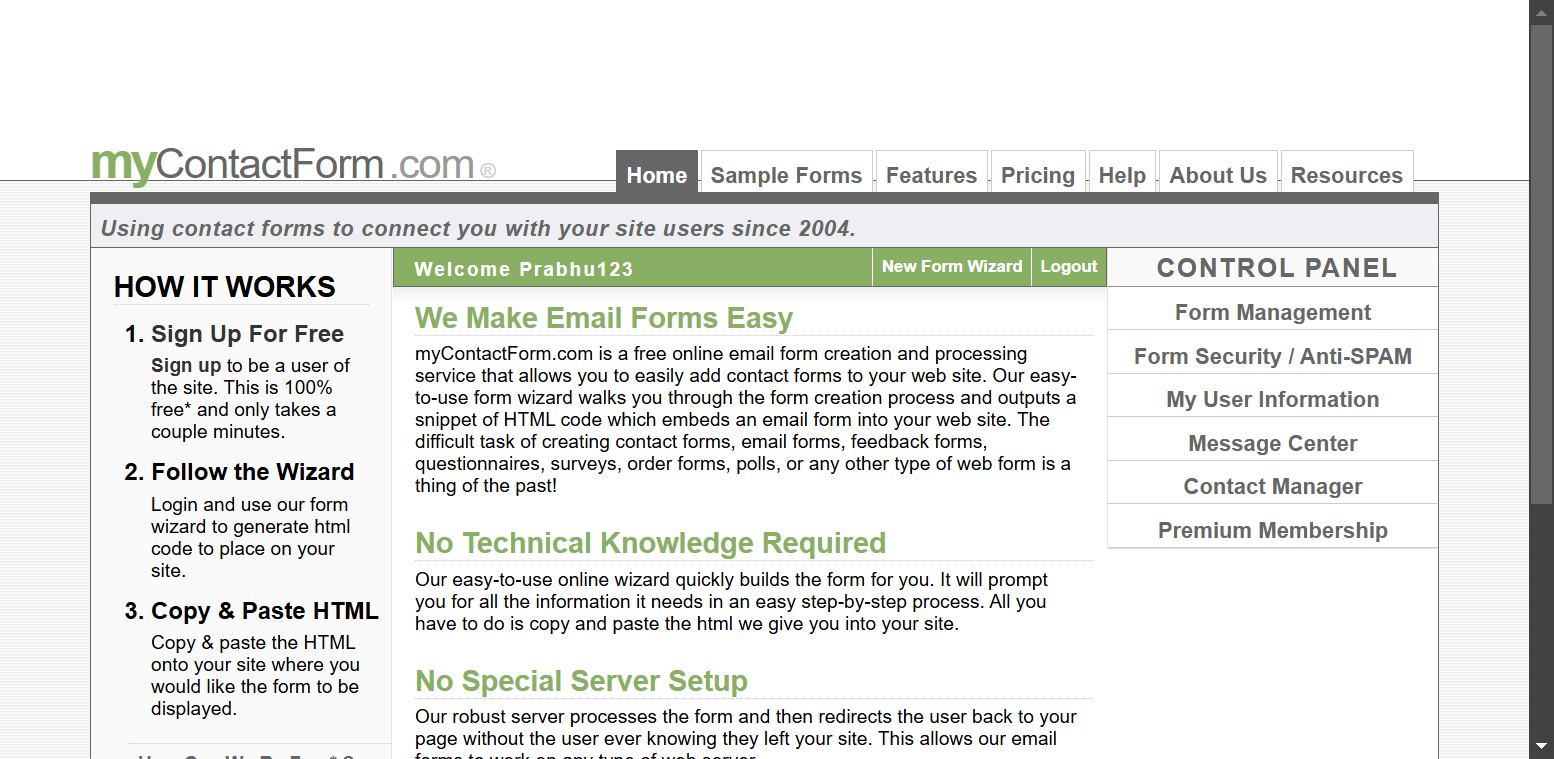 myContactForm.com®
Home
Sample Forms
Features
Pricing
Help
About Us
Resources
Using contact forms to connect you with your site users since 2004.
HOW IT WORKS
1. Sign Up For Free
Sign up to be a user of
the site. This is 100%
free* and only takes a
couple minutes.
2. Follow the Wizard
Login and use our form
wizard to generate html
code to place on your
site.
3. Copy & Paste HTML
Copy & paste the HTML
onto your site where you
would like the form to be
displayed.
Welcome Prabhu123
New Form Wizard
Logout
We Make Email Forms Easy
myContactForm.com is a free online email form creation and processing
service that allows you to easily add contact forms to your web site. Our easy-
to-use form wizard walks you through the form creation process and outputs a
snippet of HTML code which embeds an email form into your web site. The
difficult task of creating contact forms, email forms, feedback forms,
questionnaires, surveys, order forms, polls, or any other type of web form is a
thing of the past!
No Technical Knowledge Required
Our easy-to-use online wizard quickly builds the form for you. It will prompt
you for all the information it needs in an easy step-by-step process. All you
have to do is copy and paste the html we give you into your site.
No Special Server Setup
Our robust server processes the form and then redirects the user back to your
page without the user ever knowing they left your site. This allows our email
forms to work on any type of web server.
CONTROL PANEL
Form Management
Form Security / Anti-SPAM
My User Information
Message Center
Contact Manager
Premium Membership